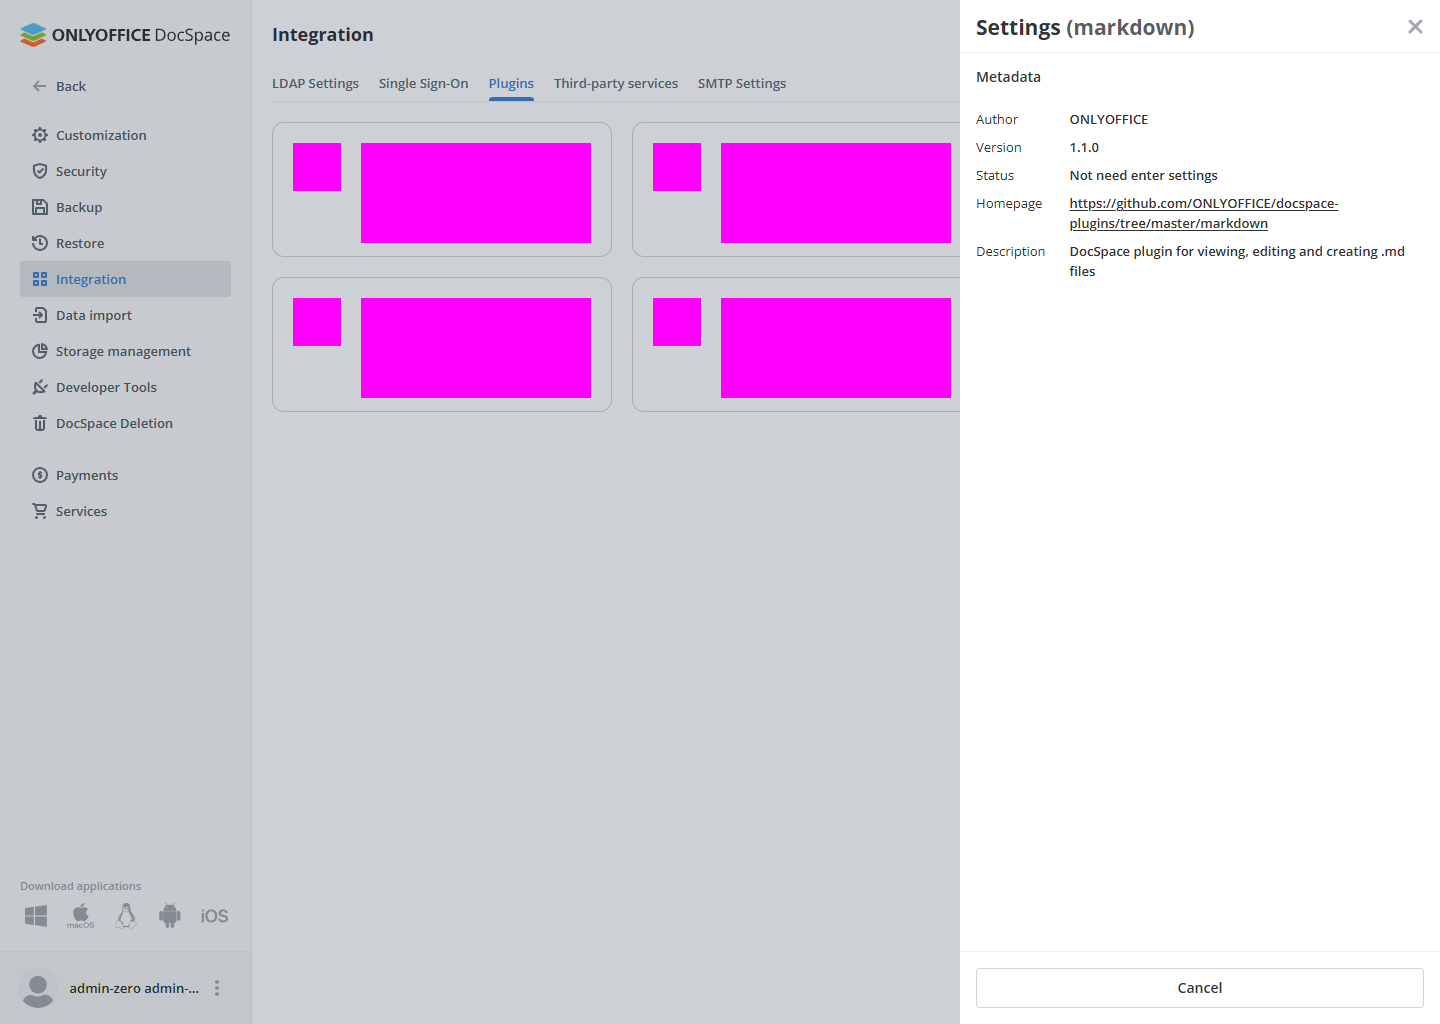 ONLYOFFICE DocSpace
Back
Customization
Security
Backup
Restore
Integration
Data import
Storage management
Developer Tools
DocSpace Deletion
Payments
Services
Download applications
macOS
iOS
admin-zero admin-...
Integration
LDAP Settings
Single Sign-On
Plugins
Third-party services
SMTP Settings
Settings (markdown)
Metadata
Author ONLYOFFICE
Version 1.1.0
Status Not need enter settings
Homepage https://github.com/ONLYOFFICE/docspace-
plugins/tree/master/markdown
Description DocSpace plugin for viewing, editing and creating .md
files
Cancel